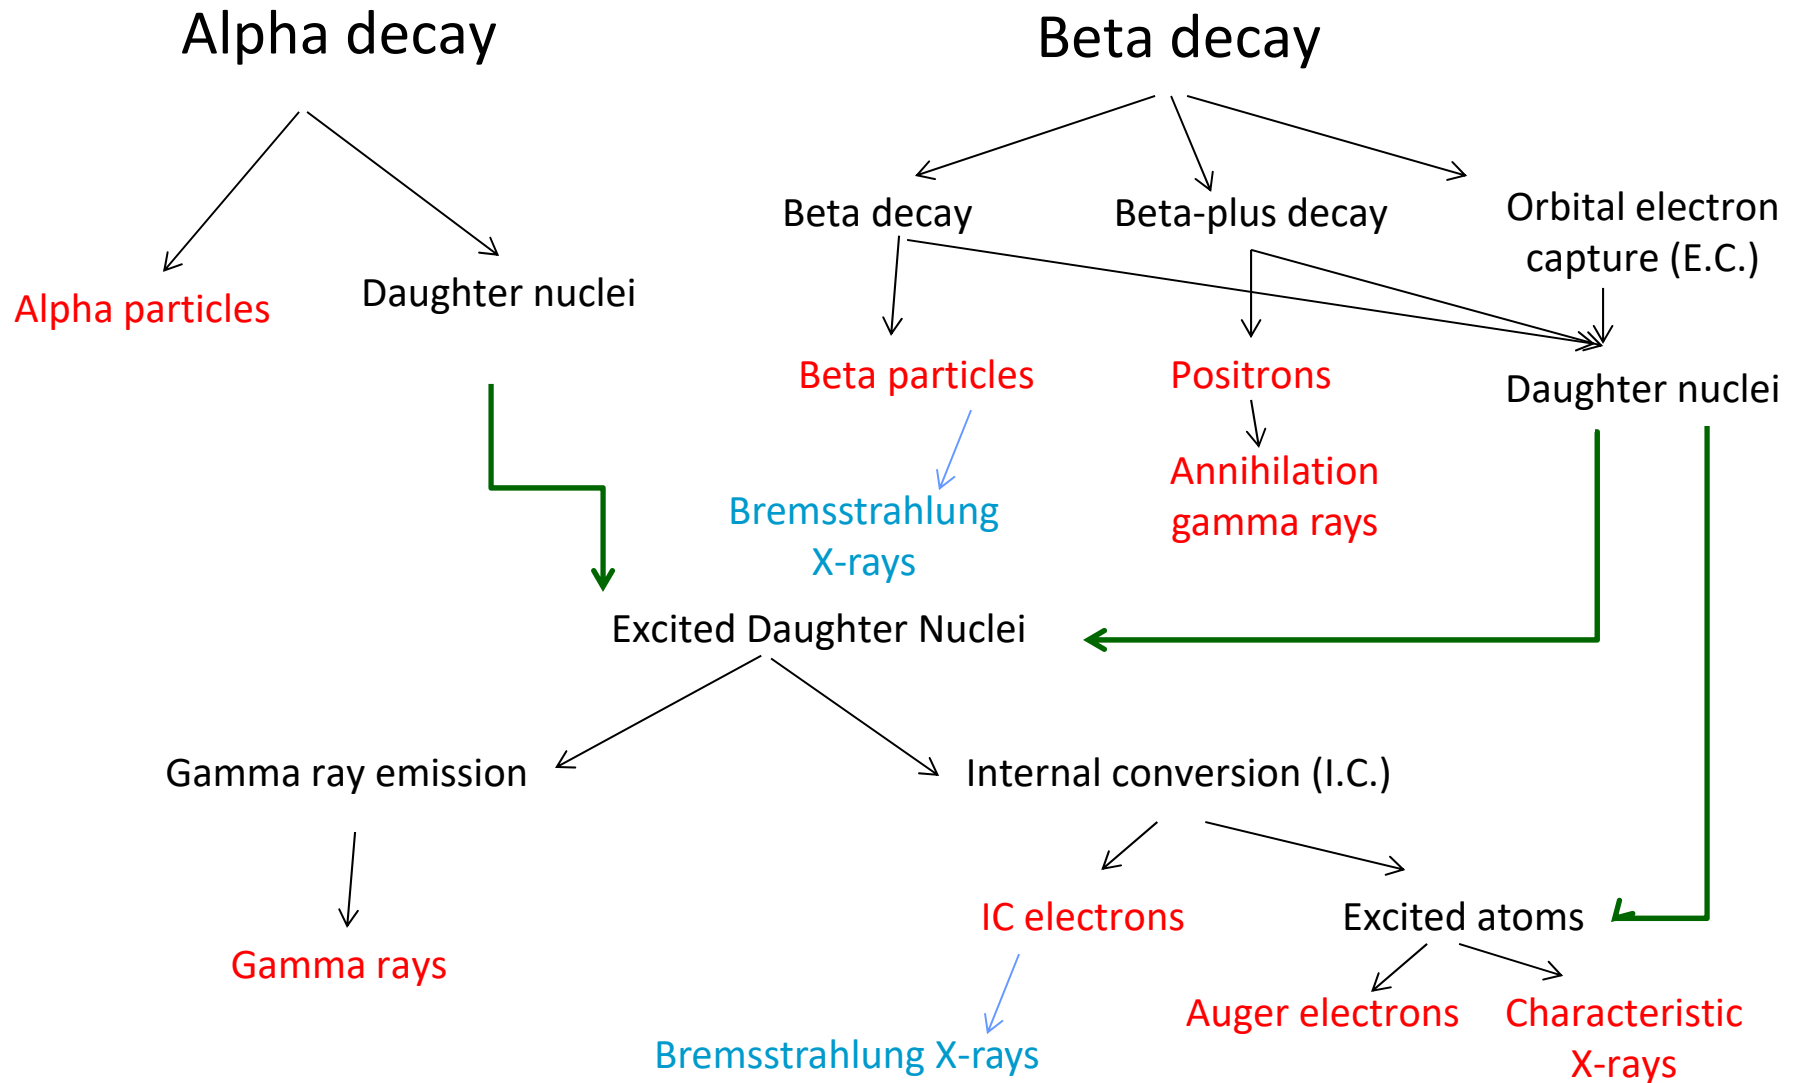 Alpha decay
Beta decay
Beta decay
Beta-plus decay
Orbital electron
capture (E.C.)
Alpha particles
Daughter nuclei
Beta particles
Positrons
Daughter nuclei
Annihilation
gamma rays
Bremsstrahlung
X-rays
Excited Daughter Nuclei
Gamma ray emission
Internal conversion (I.C.)
Gamma rays
IC electrons
Excited atoms
Auger electrons
Characteristic
X-rays
Bremsstrahlung X-rays